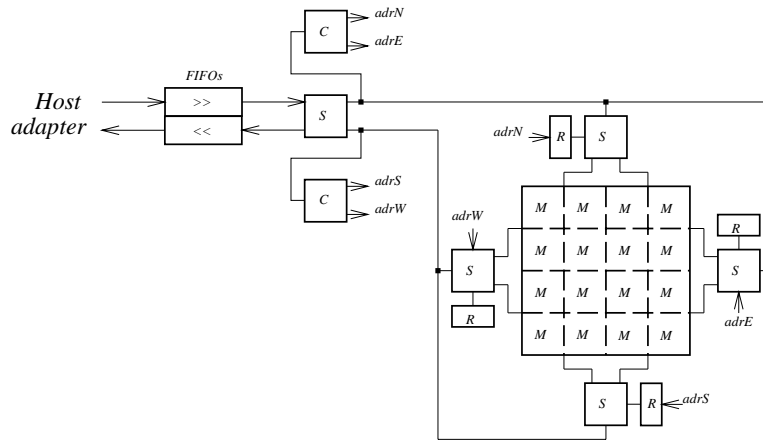 adrN
C
adrE
FIFOs
Host
adapter
>>
<<
S
adrN
R
S
C
adrS
adrW
adrW
M M M M
R
S
M M M M
S
M M M M
R
adrE
M M M M
S
R
adrS